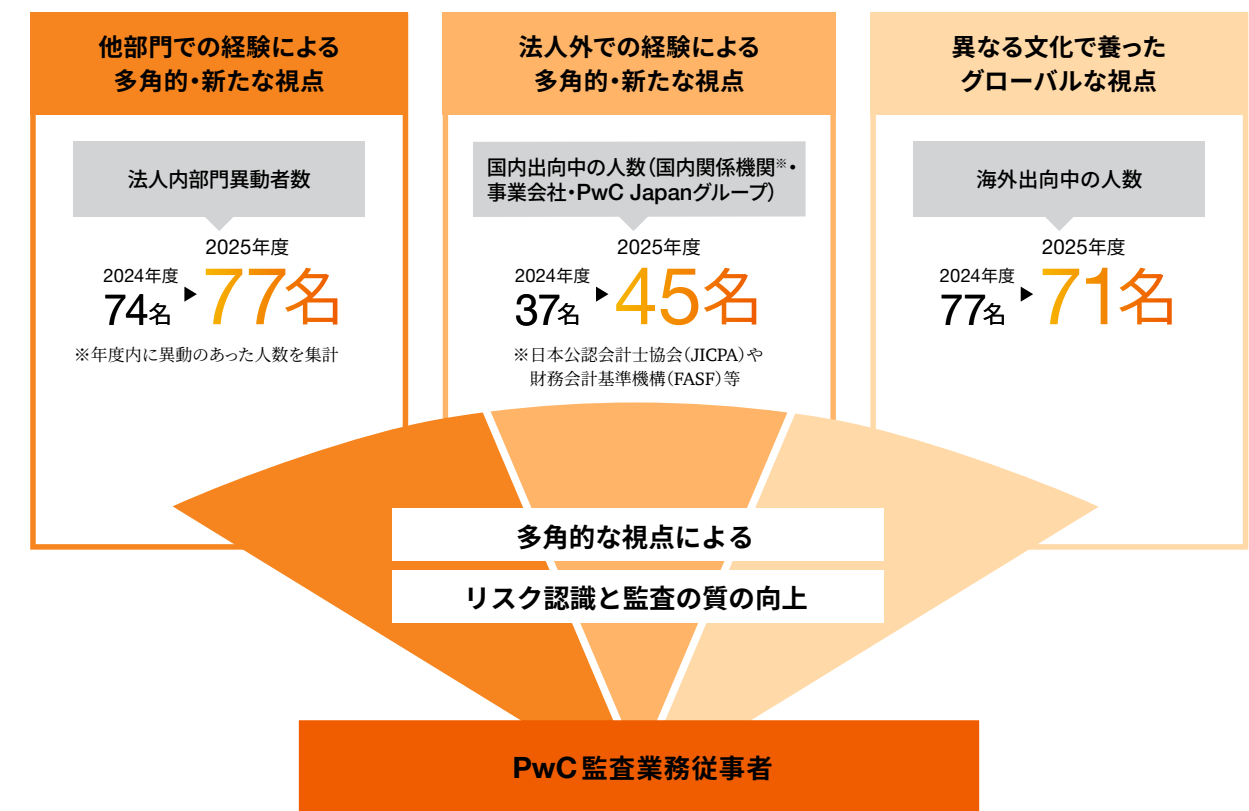 他部門での経験による
多角的・新たな視点
法人内部門異動者数
2024年度
74名
▶
2025年度
77名
※年度内に異動のあった人数を集計
法人外での経験による
多角的・新たな視点
国内出向中の人数(国内関係機関※・
事業会社・PwC Japanグループ)
2024年度
37名
▶
2025年度
45名
※日本公認会計士協会(JICPA)や
財務会計基準機構(FASF)等
異なる文化で養った
グローバルな視点
海外出向中の人数
2024年度
77名
▶
2025年度
71名
多角的な視点による
リスク認識と監査の質の向上
PwC監査業務従事者